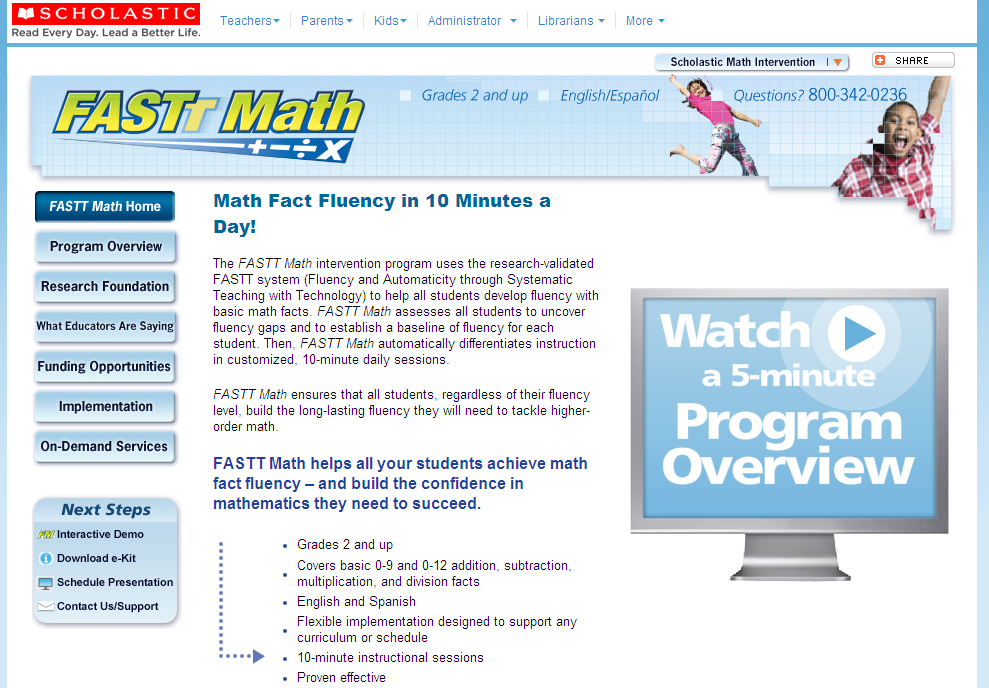 SCHOLASTIC
Read Every Day. Lead a Better Life.
Teachers
Parents
Kids
Administrator
Librarians
More
Scholastic Math Intervention
SHARE
FASTT Math
+-÷x
Grades 2 and up
English/Español
Questions? 800-342-0236
FASTT Math Home
Program Overview
Research Foundation
What Educators Are Saying
Funding Opportunities
Implementation
On-Demand Services
Next Steps
FM Interactive Demo
Download e-Kit
Schedule Presentation
Contact Us/Support
Math Fact Fluency in 10 Minutes a
Day!
The FASTT Math intervention program uses the research-validated
FASTT system (Fluency and Automaticity through Systematic
Teaching with Technology) to help all students develop fluency with
basic math facts. FASTT Math assesses all students to uncover
fluency gaps and to establish a baseline of fluency for each
student. Then, FASTT Math automatically differentiates instruction
in customized, 10-minute daily sessions.
FASTT Math ensures that all students, regardless of their fluency
level, build the long-lasting fluency they will need to tackle higher-
order math.
FASTT Math helps all your students achieve math
fact fluency – and build the confidence in
mathematics they need to succeed.
• Grades 2 and up
• Covers basic 0-9 and 0-12 addition, subtraction,
multiplication, and division facts
• English and Spanish
• Flexible implementation designed to support any
curriculum or schedule
• 10-minute instructional sessions
• Proven effective
Watch
a 5-minute
Program
Overview